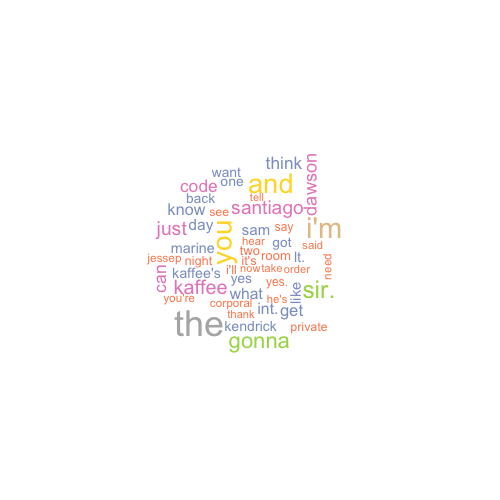 think
want
one
dawson
code
and
back
tell
santiago
know
see
just
day
you
sam
say
i'm
hear
got
said
marine
two
jessep
night
it's
room
lt.
need
can
kaffee's
i'll
now
take
order
yes
yes.
kaffee
what
he's
like
sir.
you're
corporal
int.
get
thank
the
kendrick
private
gonna